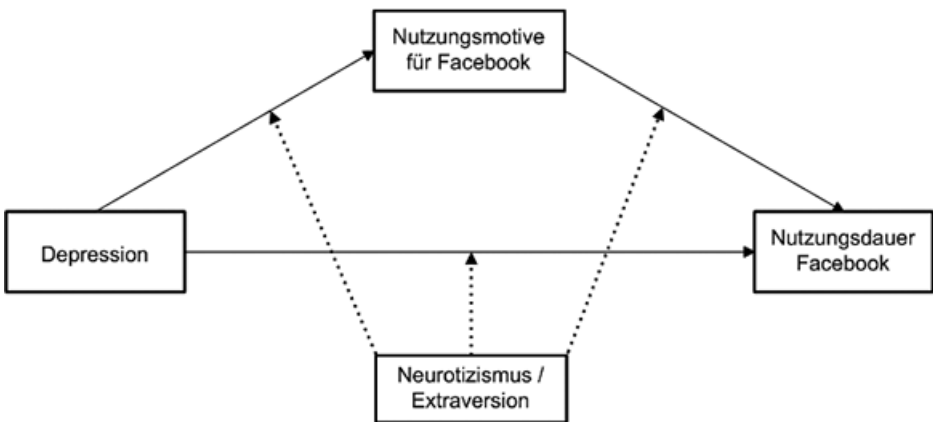 Nutzungsmotive
für Facebook
Depression
Nutzungsdauer
Facebook
Neurotizismus /
Extraversion